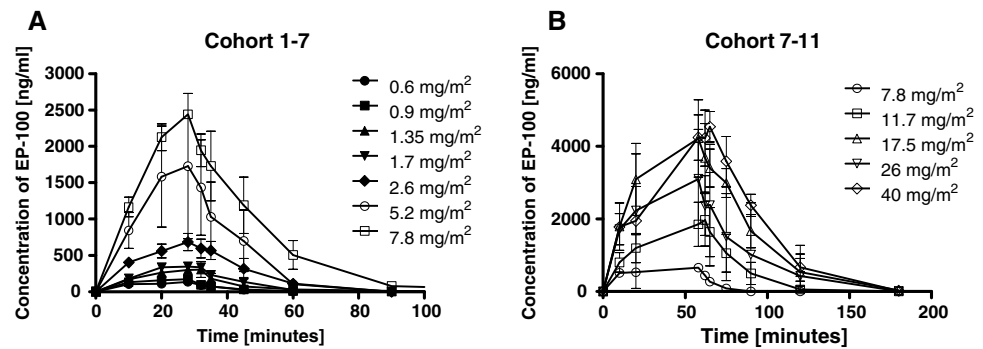 A
Cohort 1-7
Concentration of EP-100 [ng/ml]
3000
2500
2000
1500
1000
500
0
0 20 40 60 80 100
Time [minutes]
0.6 mg/m²
0.9 mg/m²
1.35 mg/m²
1.7 mg/m²
2.6 mg/m²
5.2 mg/m²
7.8 mg/m²
B
Cohort 7-11
Concentration of EP-100 [ng/ml]
6000
4000
2000
0
0 50 100 150 200
Time [minutes]
7.8 mg/m²
11.7 mg/m²
17.5 mg/m²
26 mg/m²
40 mg/m²